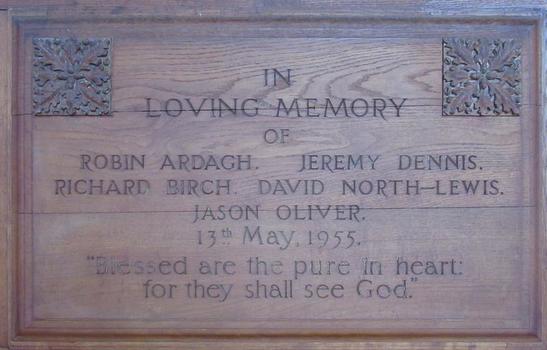 IN
LOVING MEMORY
OF
ROBIN ARDAGH. JEREMY DENNIS.
RICHARD BIRCH. DAVID NORTH-LEWIS.
JASON OLIVER.
13th May, 1955.
"Blessed are the pure in heart:
for they shall see God."